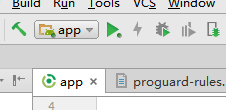 Build Run Tools VCS Window
app
app proguard-rules.
4